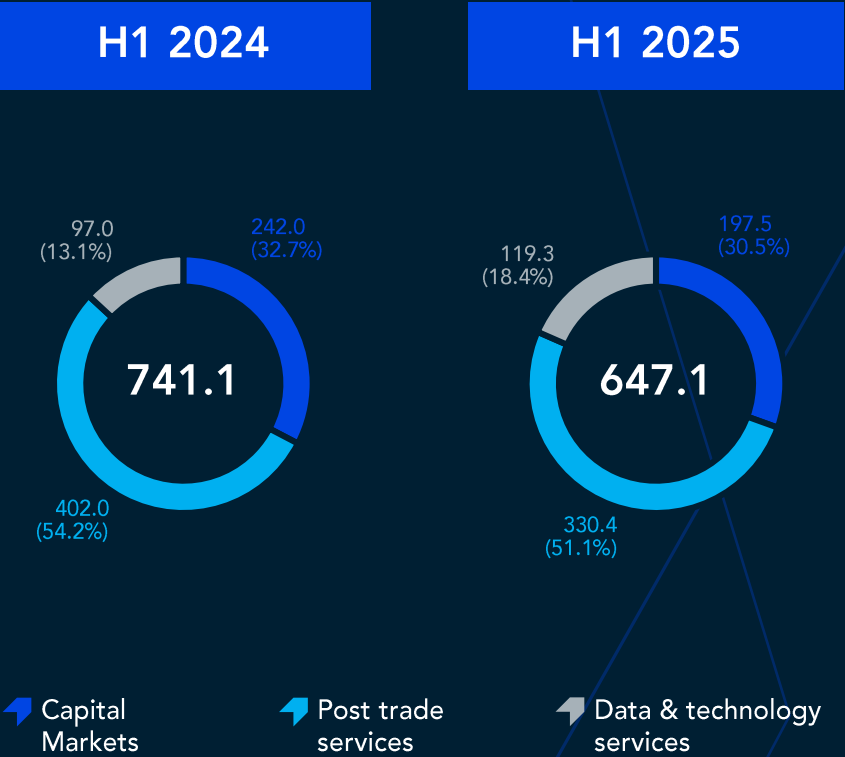 H1 2024
H1 2025
97.0
(13.1%)
242.0
(32.7%)
741.1
402.0
(54.2%)
119.3
(18.4%)
197.5
(30.5%)
647.1
330.4
(51.1%)
Capital
Markets
Post trade
services
Data & technology
services